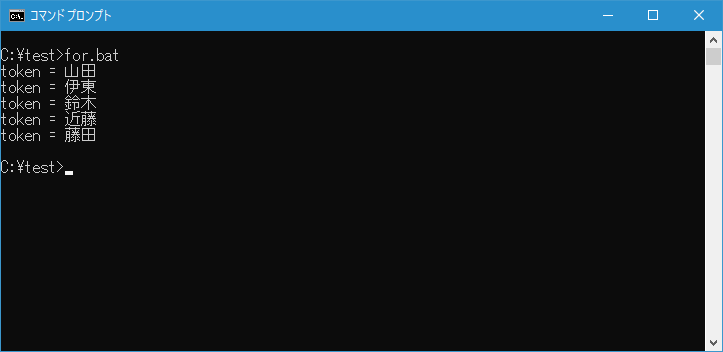 コマンドプロンプト
C:¥test>for.bat
token = 山田
token = 伊東
token = 鈴木
token = 近藤
token = 藤田
C:¥test>